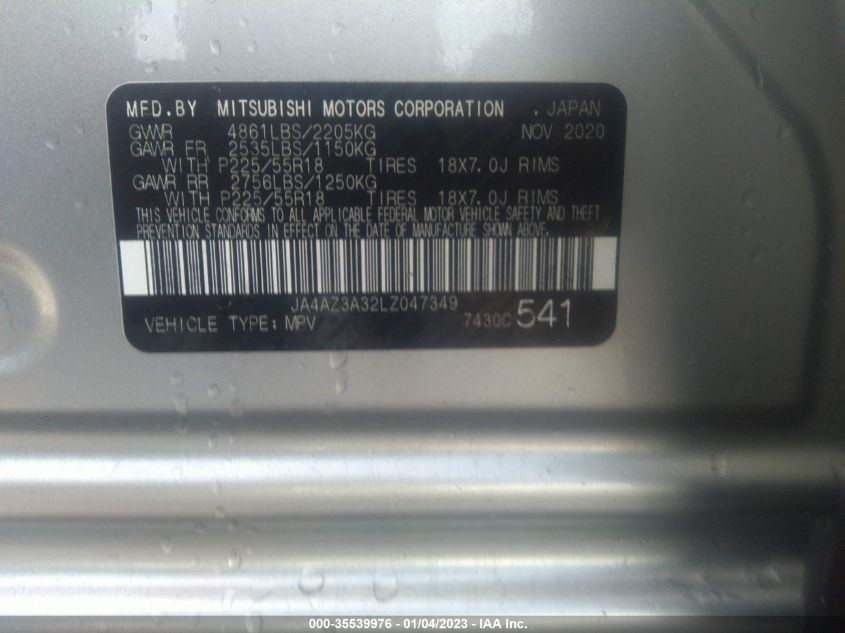 MFD.BY MITSUBISHI MOTORS CORPORATION , JAPAN
GVWR 4861LBS/2205KG NOV 2020
GAWR FR 2535LBS/1150KG
WITH P225/55R18 TIRES 18X7.0J RIMS
GAWR RR 2756LBS/1250KG
WITH P225/55R18 TIRES 18X7.0J RIMS
THIS VEHICLE CONFORMS TO ALL APPLICABLE FEDERAL MOTOR VEHICLE SAFETY AND THEFT
PREVENTION STANDARDS IN EFFECT ON THE DATE OF MANUFACTURE SHOWN ABOVE.
JA4AZ3A32LZ047349
VEHICLE TYPE: MPV 7430C 541
000-35539976 - 01/04/2023 - IAA Inc.